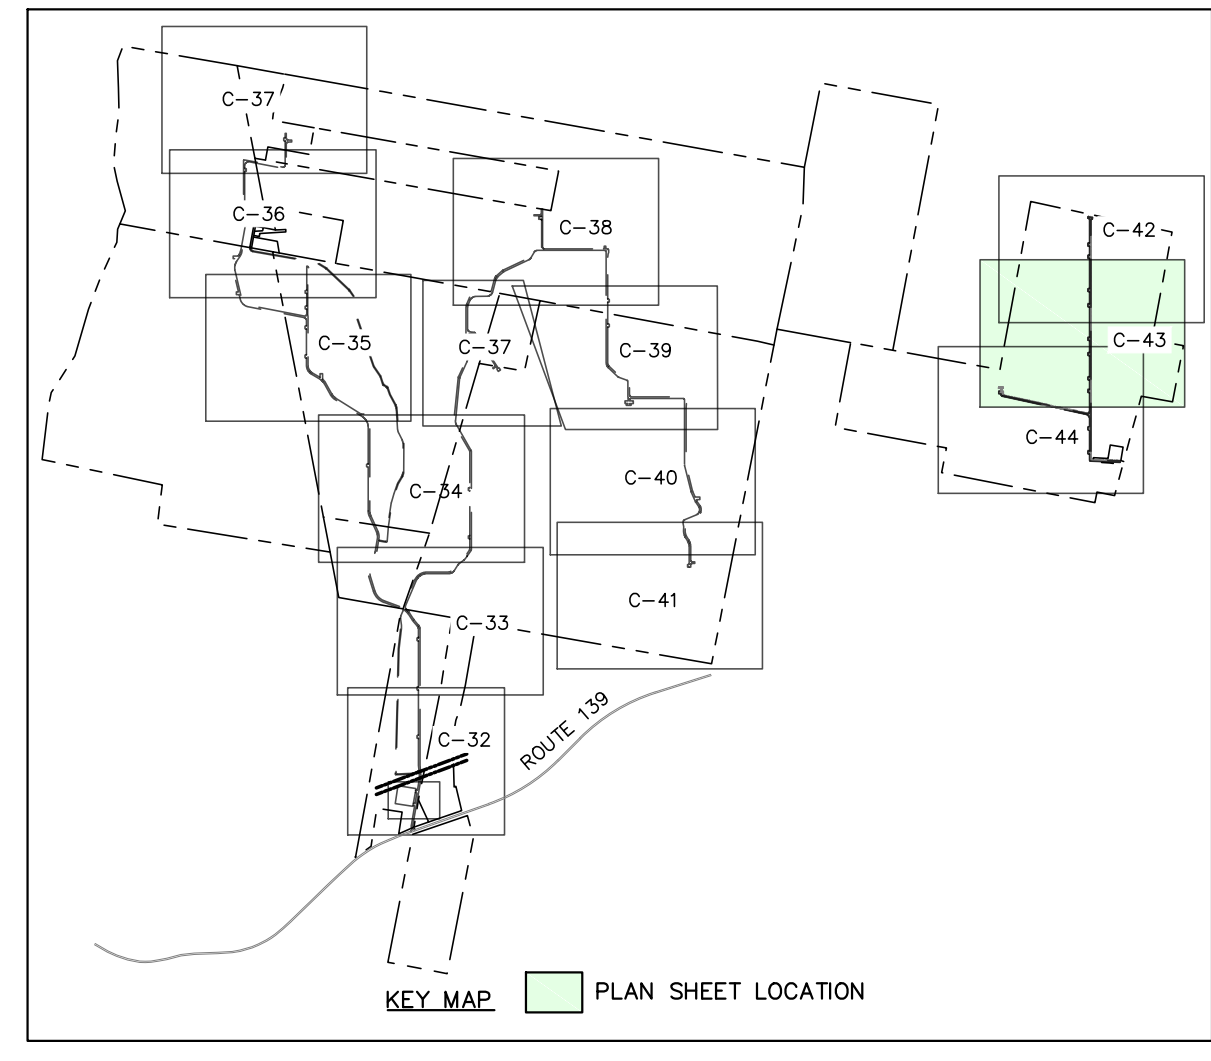 C-37
C-36
C-38
C-42
C-35
C-37
C-39
C-43
C-44
C-34
C-40
C-41
C-33
C-32
ROUTE 139
KEY MAP
PLAN SHEET LOCATION